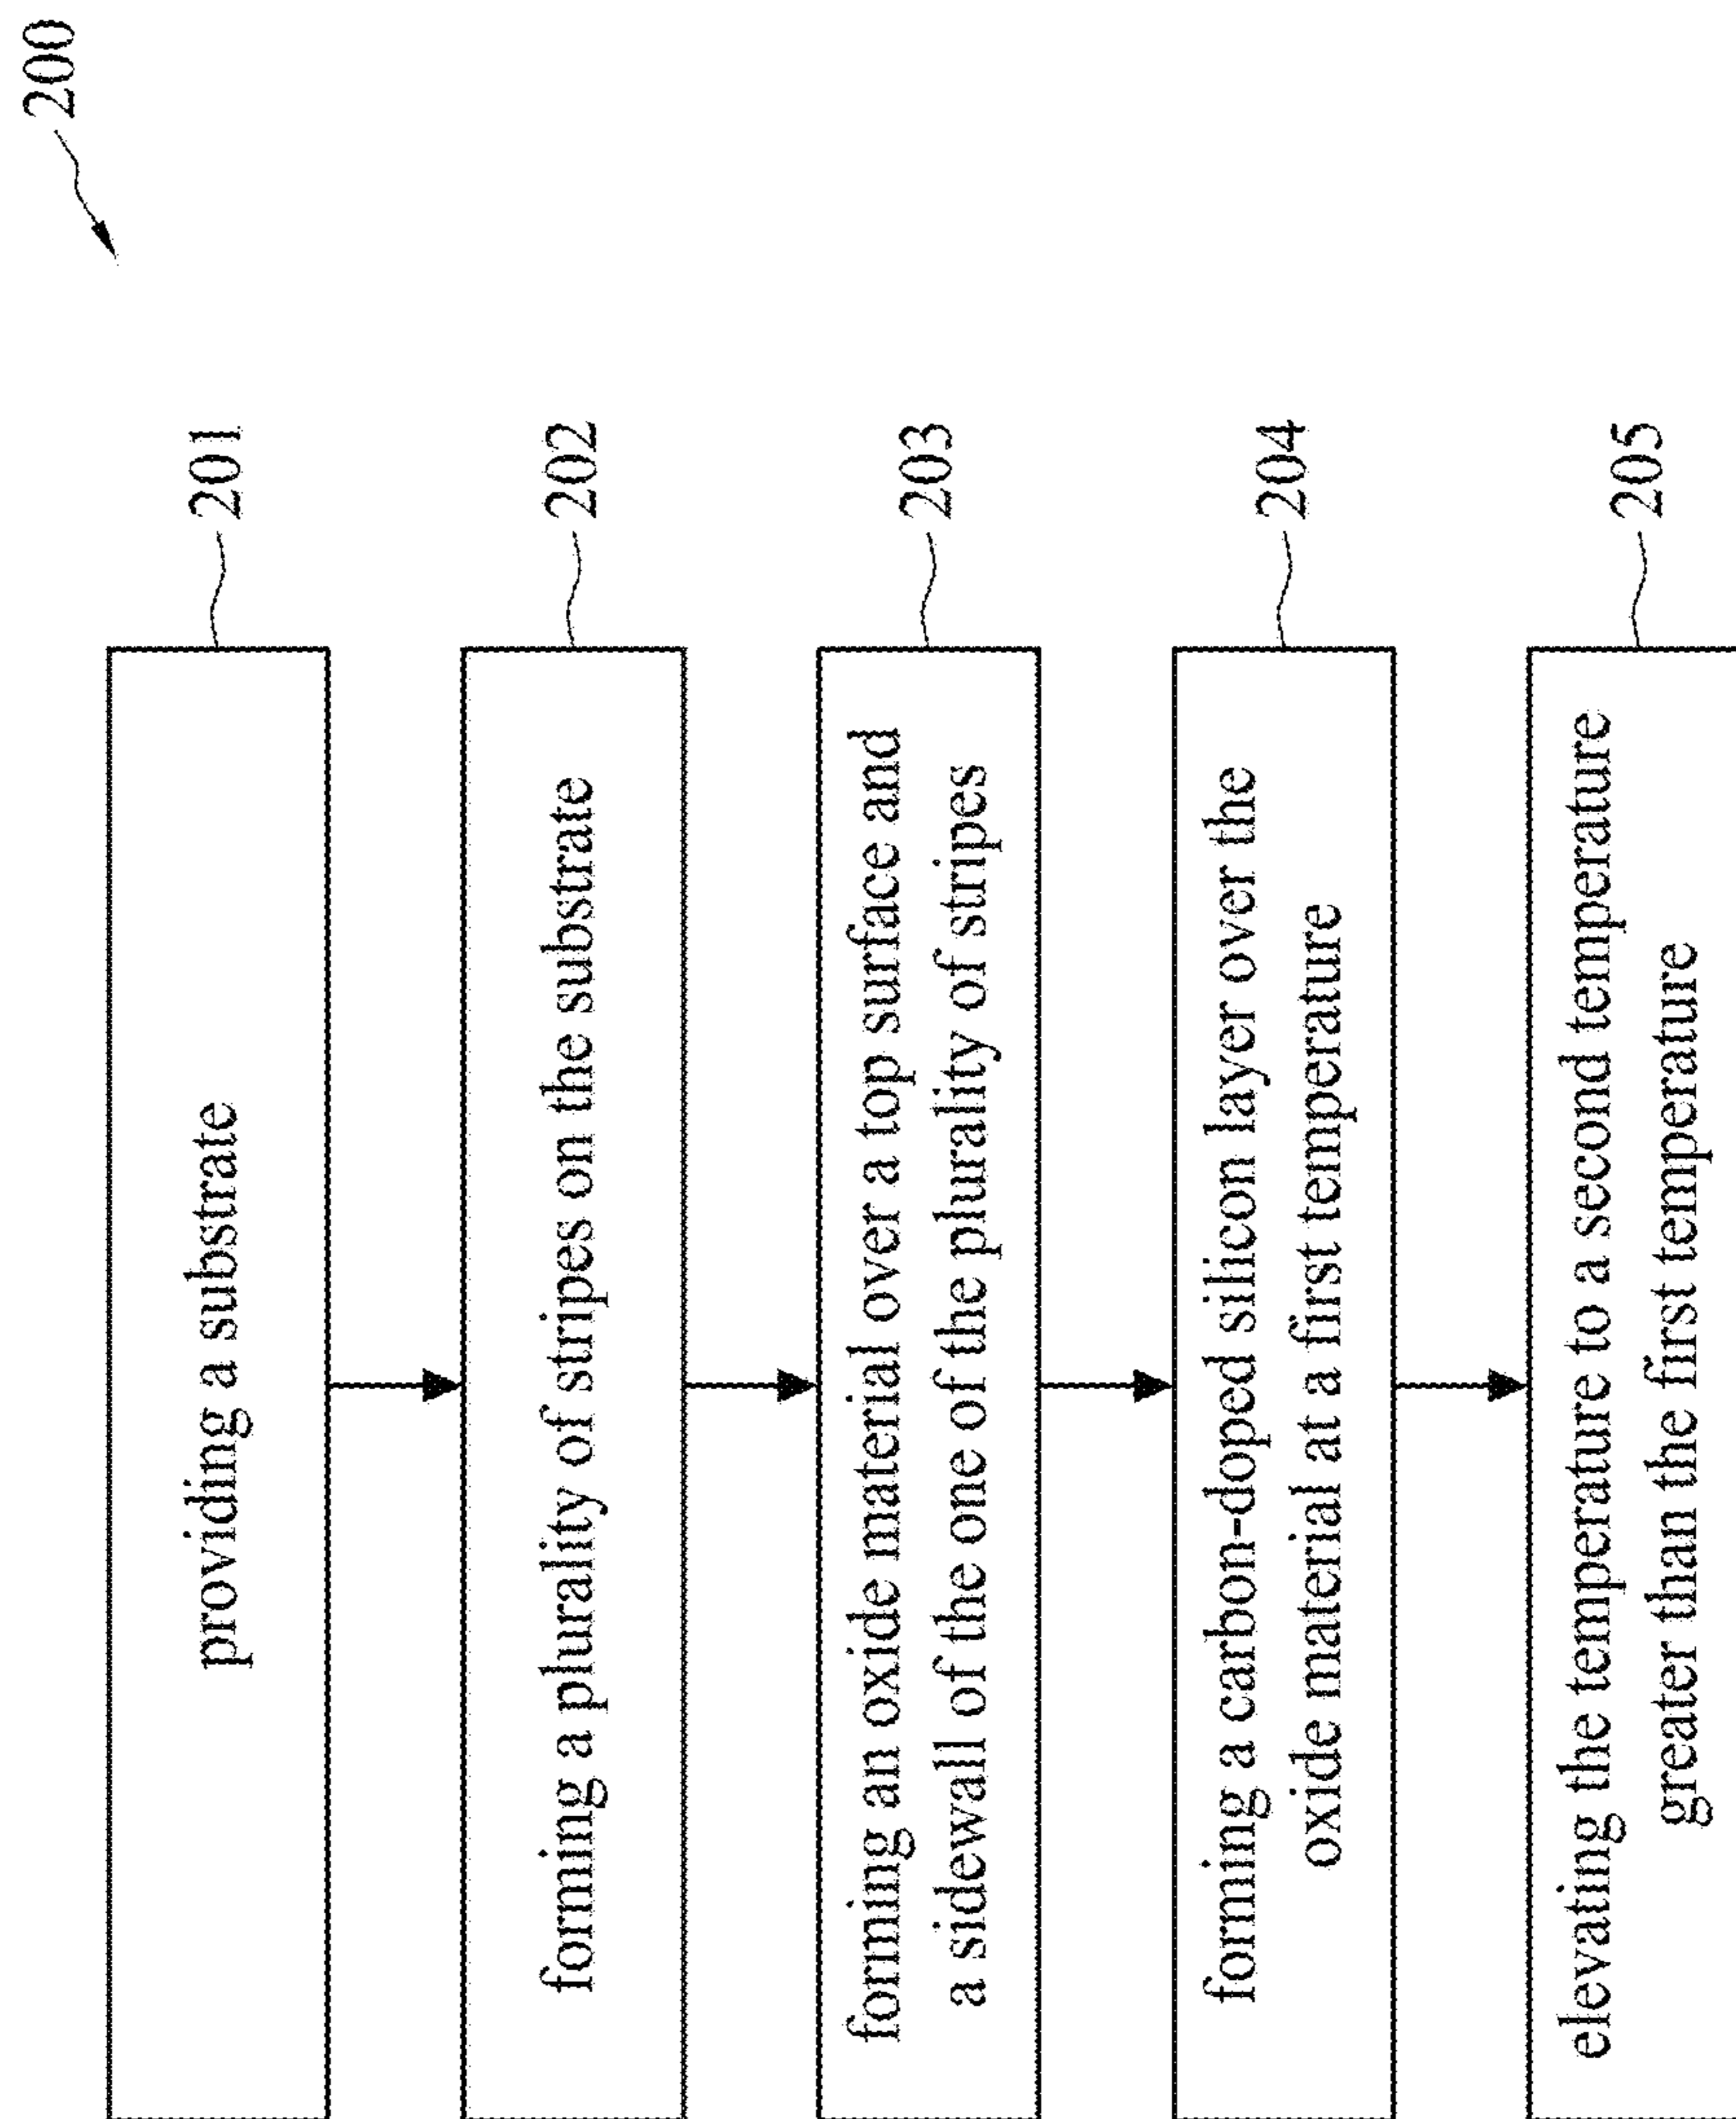 200
providing a substrate
201
forming a plurality of stripes on the substrate
202
forming an oxide material over a top surface and
a sidewall of the one of the plurality of stripes
203
forming a carbon-doped silicon layer over the
oxide material at a first temperature
204
elevating the temperature to a second temperature
greater than the first temperature
205